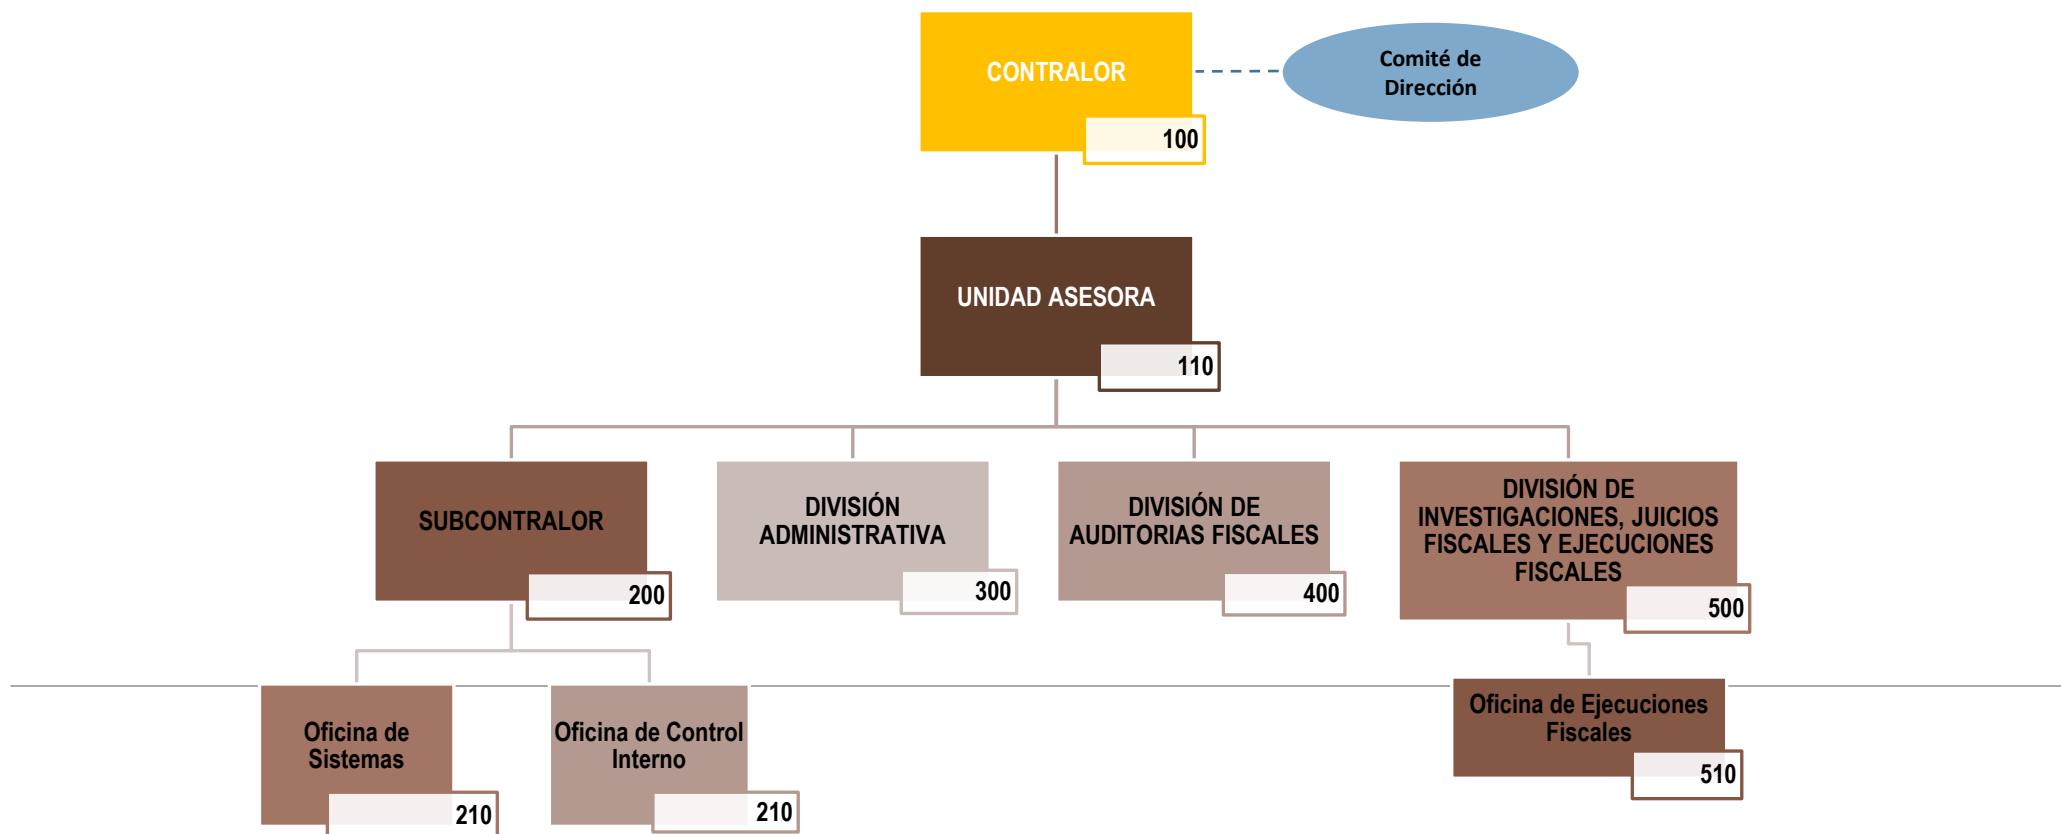 CONTRALOR
100
Comité de
Dirección
UNIDAD ASESORA
110
SUBCONTRALOR
200
DIVISIÓN
ADMINISTRATIVA
300
DIVISIÓN DE
AUDITORIAS FISCALES
400
DIVISIÓN DE
INVESTIGACIONES, JUICIOS
FISCALES Y EJECUCIONES
FISCALES
500
Oficina de
Sistemas
210
Oficina de Control
Interno
210
Oficina de Ejecuciones
Fiscales
510